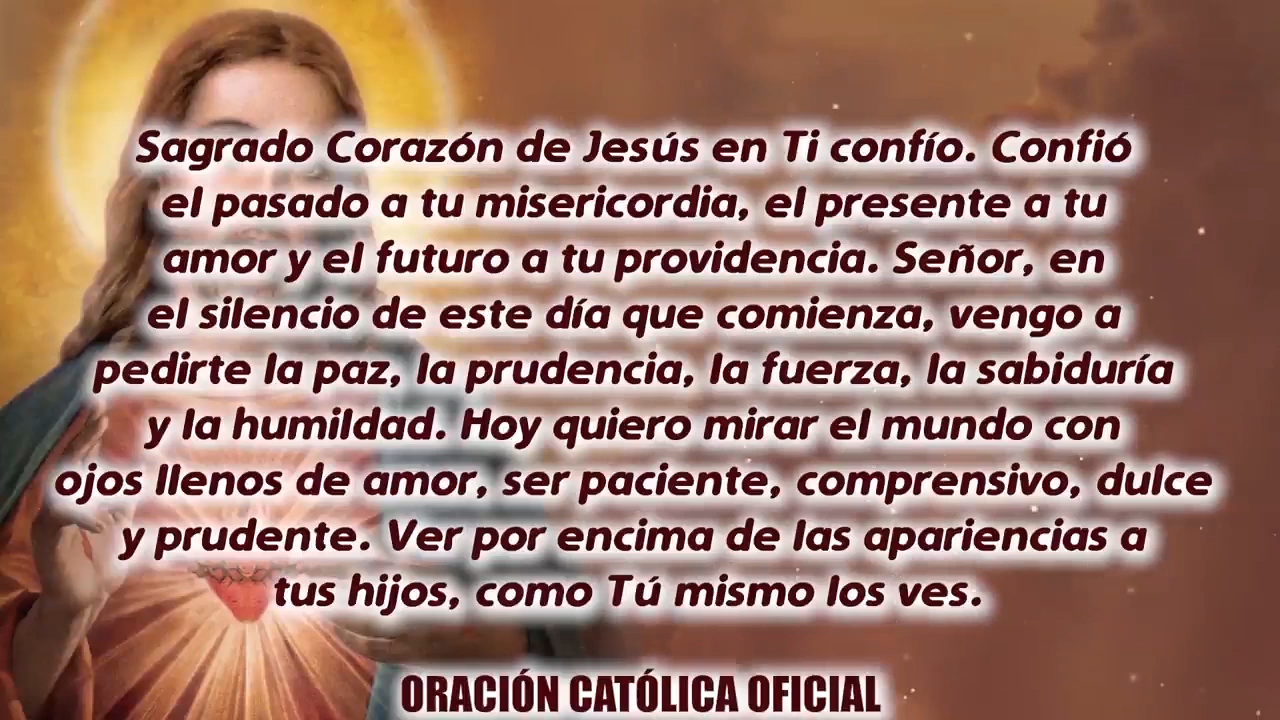 Sagrado Corazón de Jesús en Ti confío. Confió
el pasado a tu misericordia, el presente a tu
amor y el futuro a tu providencia. Señor, en
el silencio de este día que comienza, vengo a
pedirte la paz, la prudencia, la fuerza, la sabiduría
y la humildad. Hoy quiero mirar el mundo con
ojos llenos de amor, ser paciente, comprensivo, dulce
y prudente. Ver por encima de las apariencias a
tus hijos, como Tú mismo los ves.
ORACIÓN CATÓLICA OFICIAL